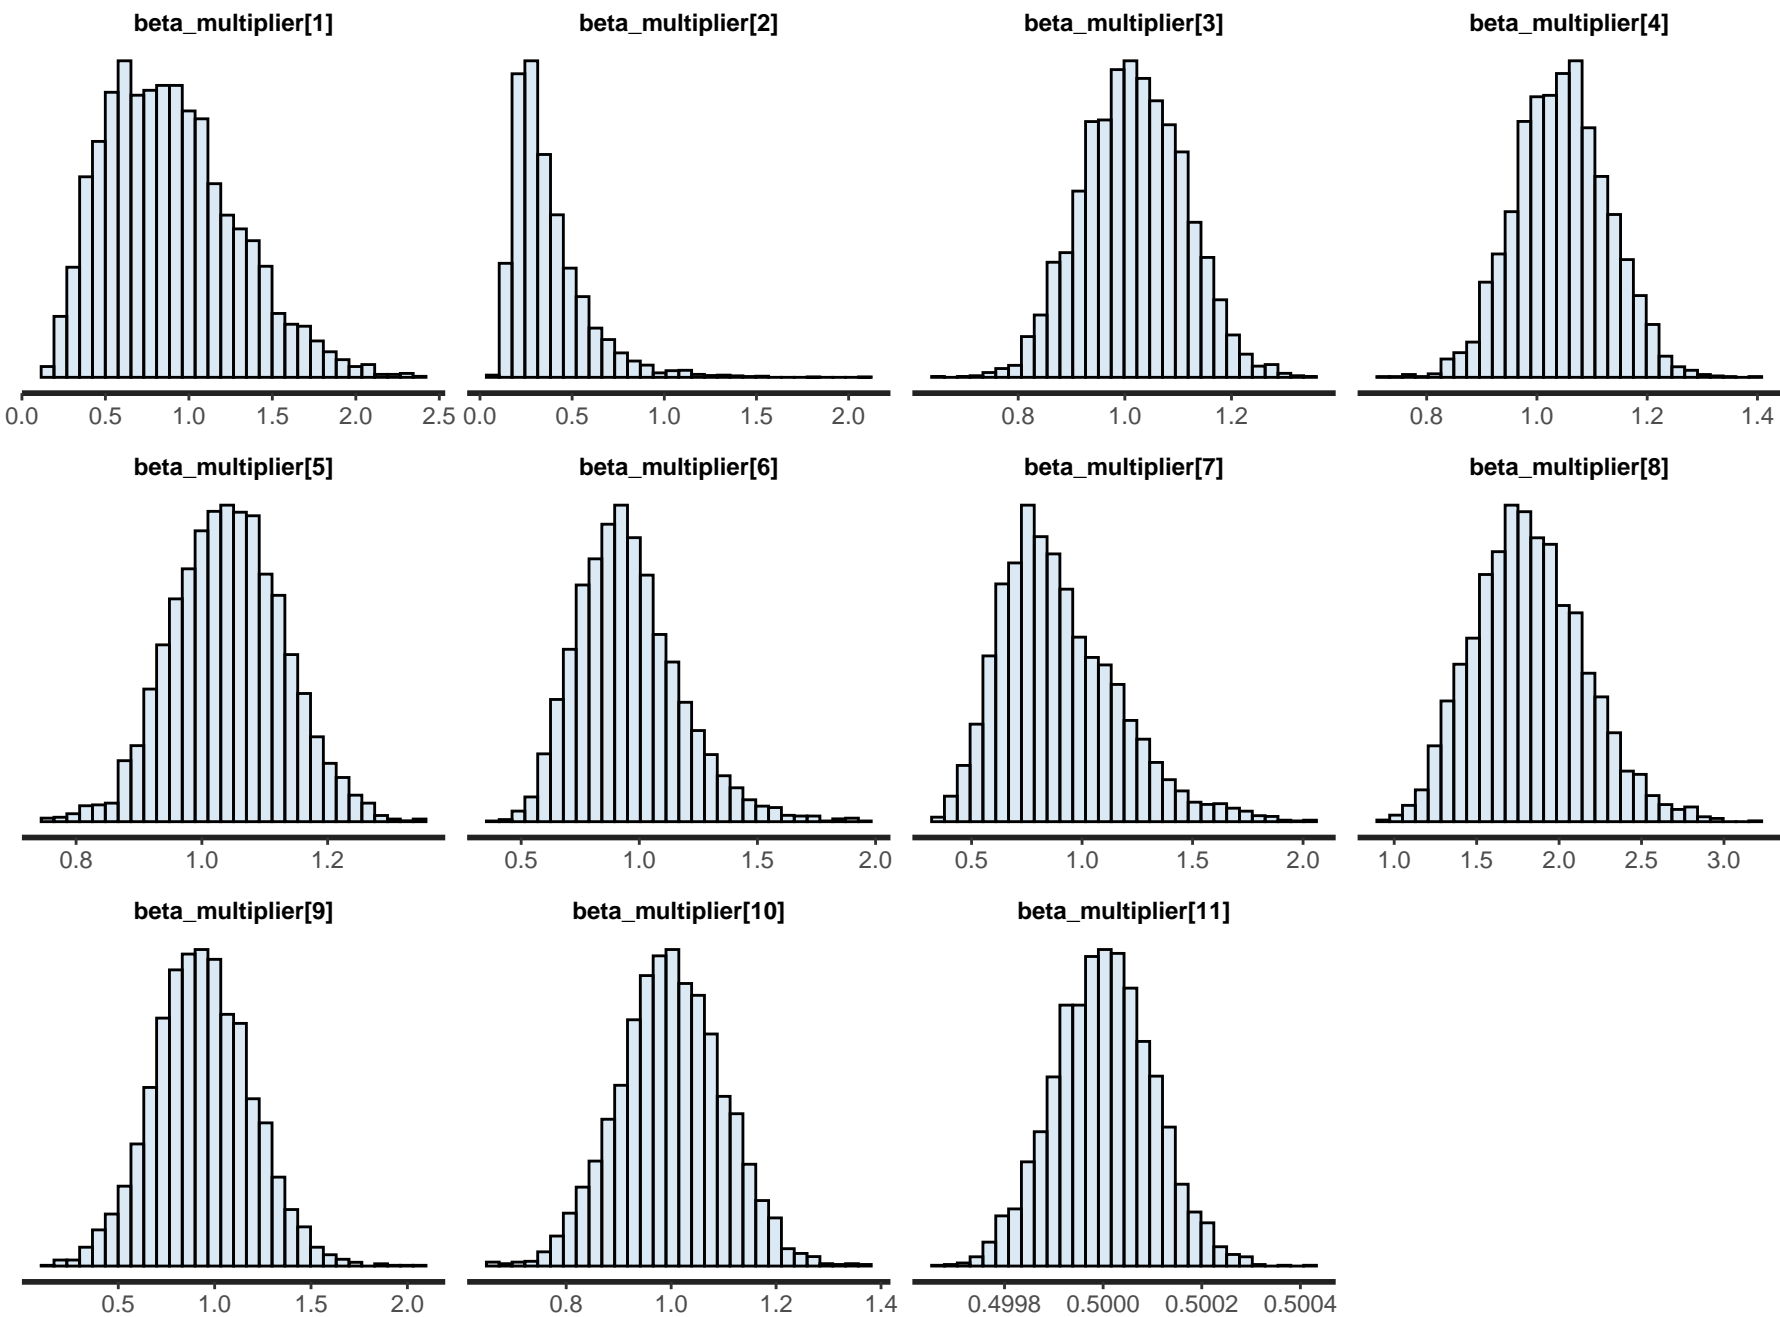 beta_multiplier[1] beta_multiplier[2] beta_multiplier[3] beta_multiplier[4]
0.0 0.5 1.0 1.5 2.0 2.5 0.0 0.5 1.0 1.5 2.0 0.8 1.0 1.2 0.8 1.0 1.2 1.4
beta_multiplier[5] beta_multiplier[6] beta_multiplier[7] beta_multiplier[8]
0.8 1.0 1.2 0.5 1.0 1.5 2.0 0.5 1.0 1.5 2.0 1.0 1.5 2.0 2.5 3.0
beta_multiplier[9] beta_multiplier[10] beta_multiplier[11]
0.5 1.0 1.5 2.0 0.8 1.0 1.2 1.4 0.4998 0.5000 0.5002 0.5004